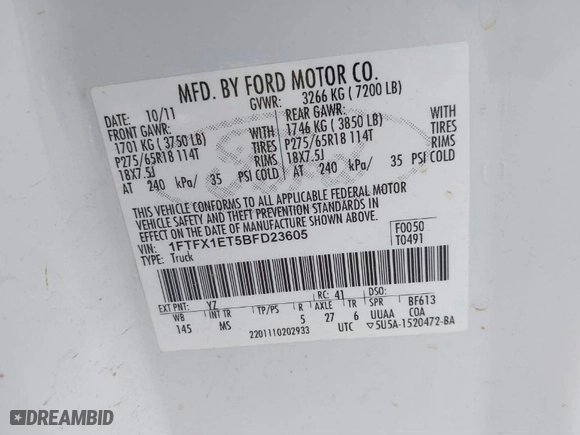 MFD. BY FORD MOTOR CO.
DATE: 10/11 GVWR: 3266 KG ( 7200 LB)
FRONT GAWR: REAR GAWR: WITH
1701 KG ( 3750 LB) 1746 KG ( 3850 LB) TIRES
P275/65R18 114T P275/65R18 114T RIMS
18X7.5J 18X7.5J
AT 240 kPa/ 35 PSI COLD AT 240 kPa/ 35 PSI COLD
THIS VEHICLE CONFORMS TO ALL APPLICABLE FEDERAL MOTOR
VEHICLE SAFETY AND THEFT PREVENTION STANDARDS IN
EFFECT ON THE DATE OF MANUFACTURE SHOWN ABOVE.
VIN: 1FTFX1ET5BFD23605 F0050
TYPE: Truck T0491
EXT PNT: YZ RC: 41 DSO:
WB TP/PS R AXLE TR SPR BF613
145 MS 5 27 6 UUAA COA
2201110202933 UTC ▽5U5A-1520472-BA
DREAMBID